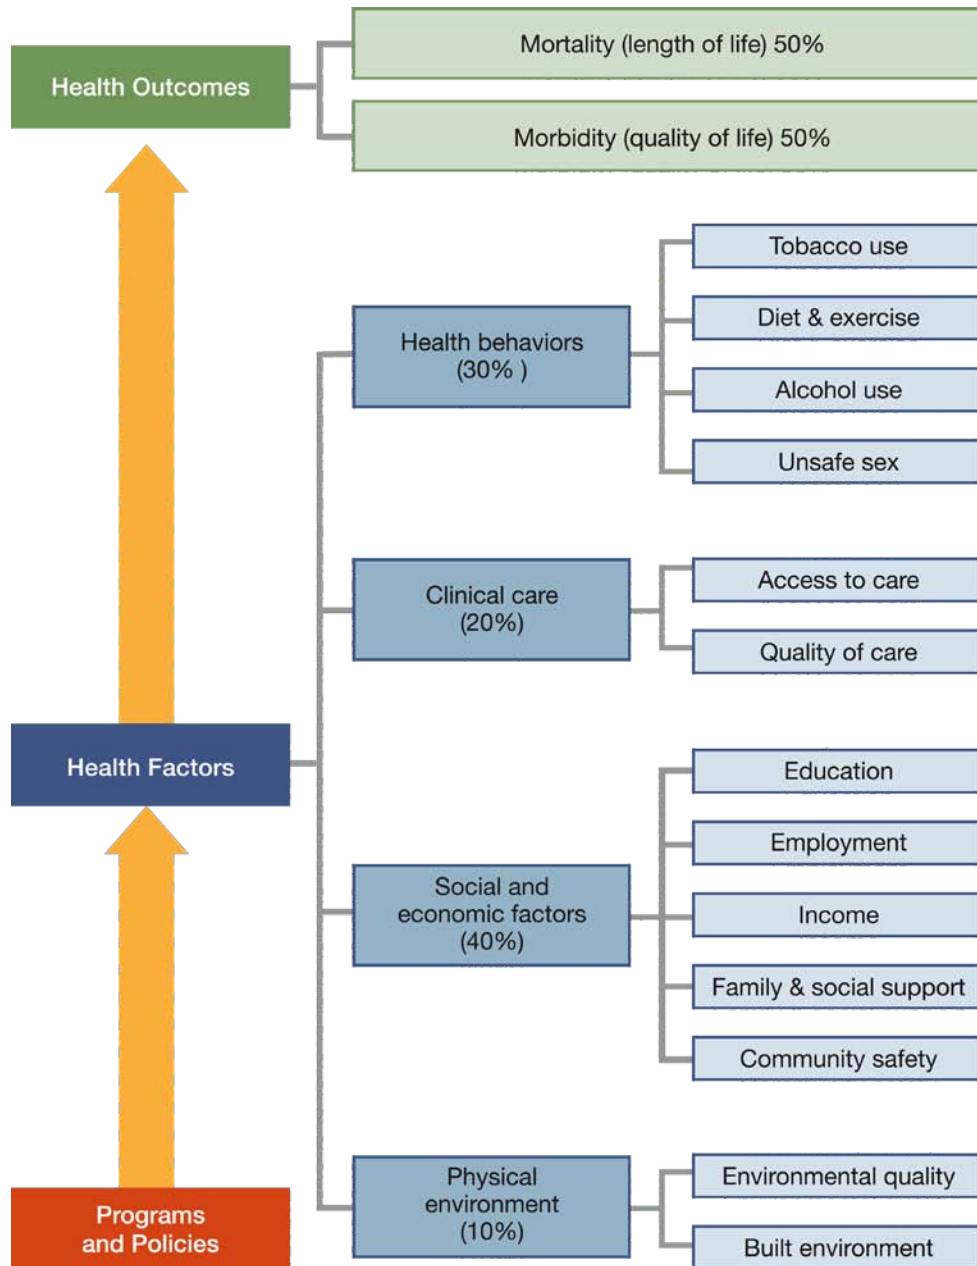 Health Outcomes
Mortality (length of life) 50%
Morbidity (quality of life) 50%
Health Factors
Health behaviors
(30% )
Tobacco use
Diet & exercise
Alcohol use
Unsafe sex
Clinical care
(20%)
Access to care
Quality of care
Social and
economic factors
(40%)
Education
Employment
Income
Family & social support
Community safety
Physical
environment
(10%)
Environmental quality
Built environment
Programs
and Policies